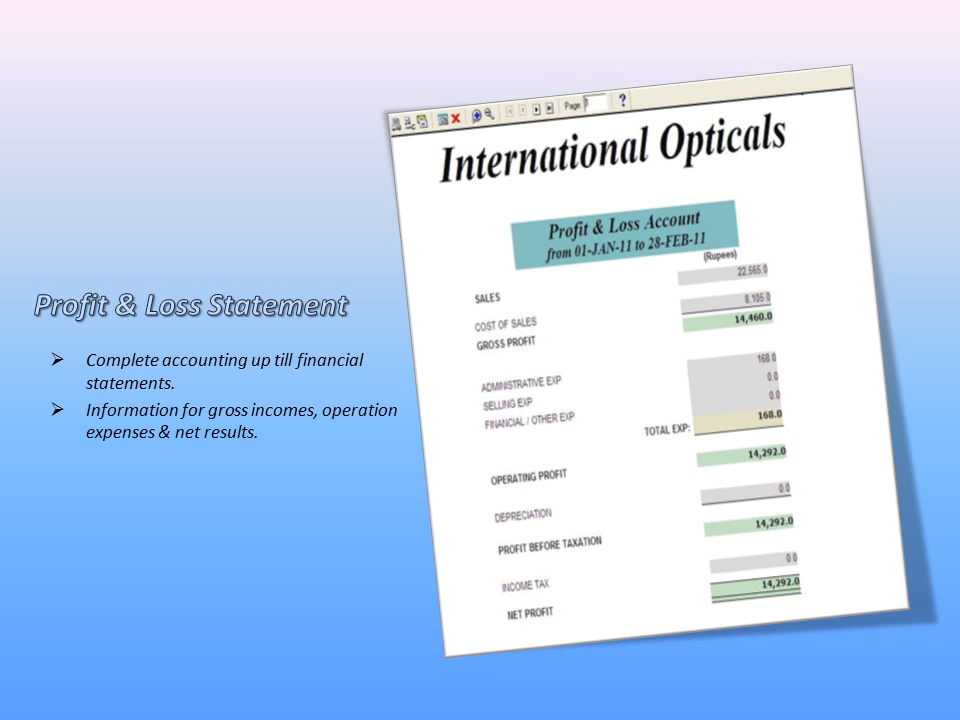 Profit & Loss Statement
Complete accounting up till financial
statements.
Information for gross incomes, operation
expenses & net results.
Page:
?
International Opticals
Profit & Loss Account
from 01-JAN-11 to 28-FEB-11
(Rupees)
SALES 22,565.0
COST OF SALES 8,105.0
GROSS PROFIT 14,460.0
ADMINISTRATIVE EXP 168.0
SELLING EXP 0.0
FINANCIAL / OTHER EXP 0.0
TOTAL EXP: 168.0
OPERATING PROFIT 14,292.0
DEPRECIATION 0.0
PROFIT BEFORE TAXATION 14,292.0
INCOME TAX 0.0
NET PROFIT 14,292.0